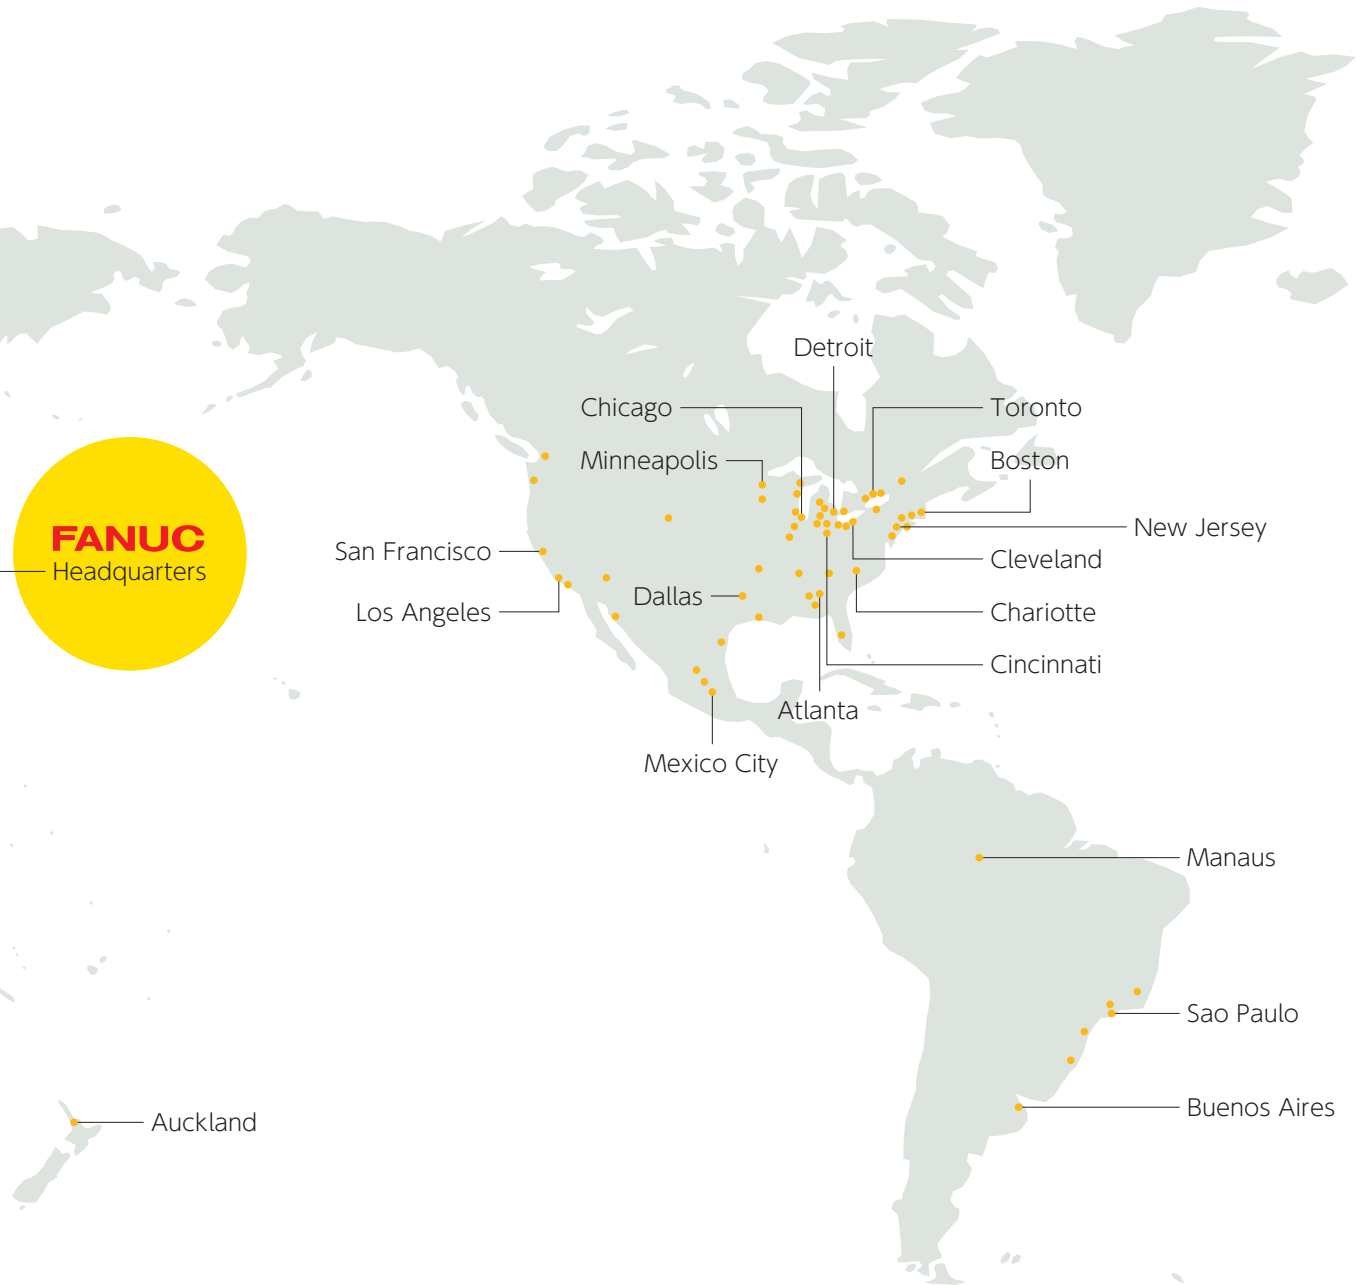 Detroit
Chicago
Toronto
Minneapolis
Boston
FANUC
Headquarters
New Jersey
San Francisco
Cleveland
Dallas
Los Angeles
Chariotte
Cincinnati
Atlanta
Mexico City
Manaus
Sao Paulo
Buenos Aires
Auckland